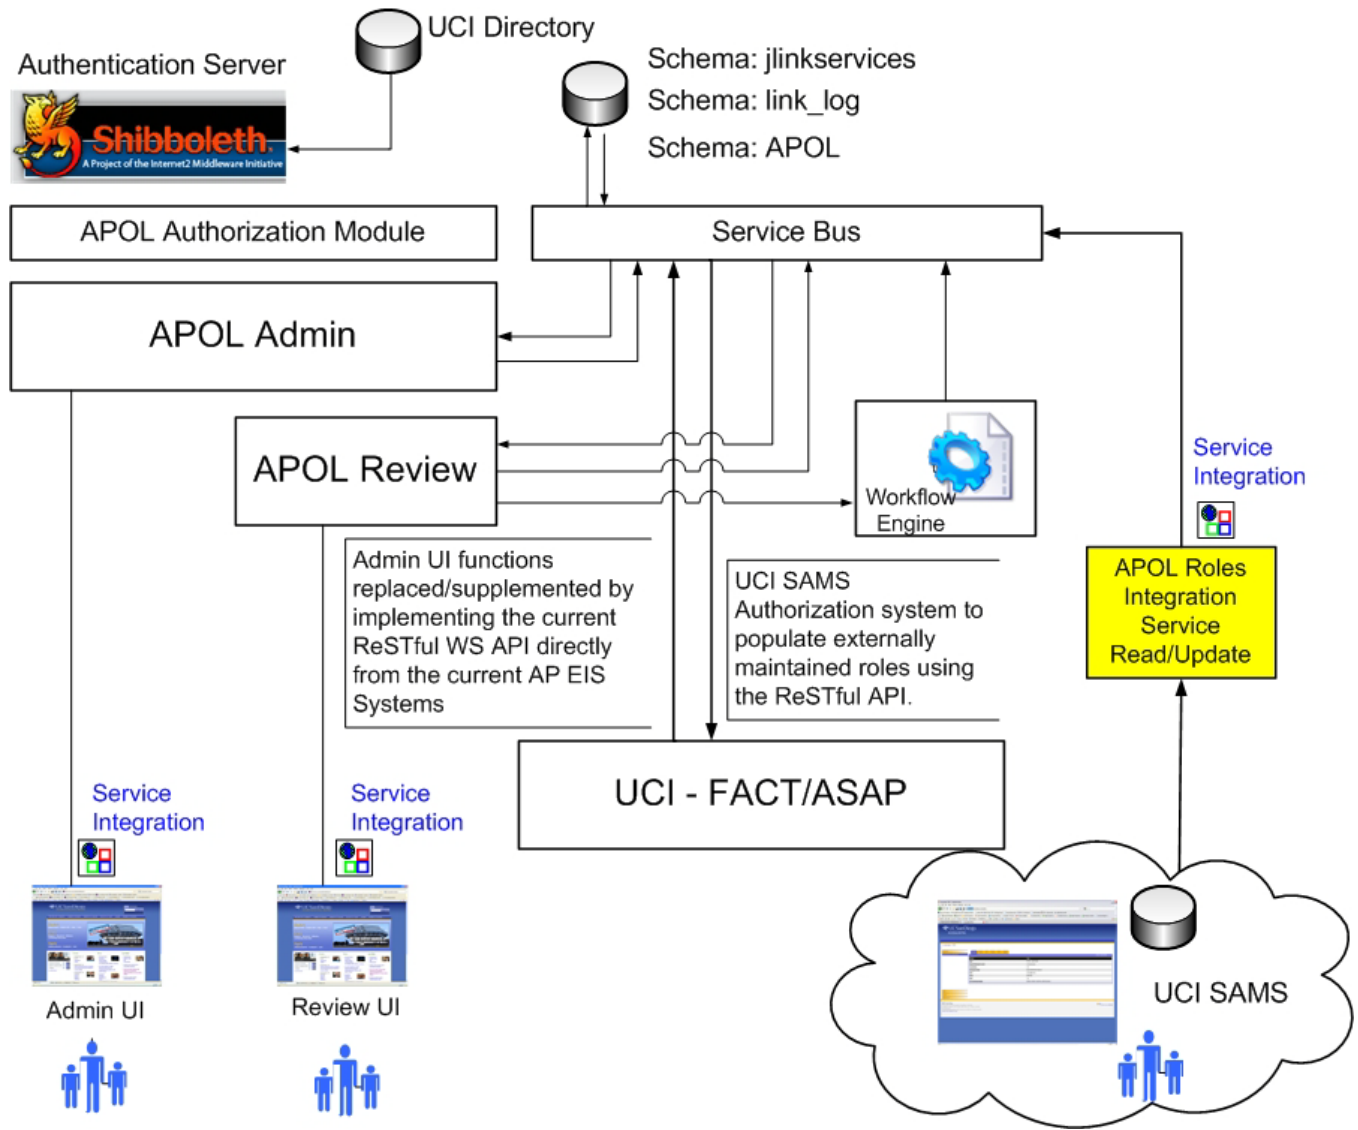 UCI Directory
Authentication Server
Shibboleth.
A Project of the Internet2 Middleware Initiative
Schema: jlinkservices
Schema: link_log
Schema: APOL
APOL Authorization Module
Service Bus
APOL Admin
APOL Review
Workflow
Engine
Service
Integration
APOL Roles
Integration
Service
Read/Update
Admin UI functions
replaced/supplemented by
implementing the current
ReSTful WS API directly
from the current AP EIS
Systems
UCI SAMS
Authorization system to
populate externally
maintained roles using
the ReSTful API.
UCI - FACT/ASAP
Service
Integration
Service
Integration
Admin UI
Review UI
UCI SAMS